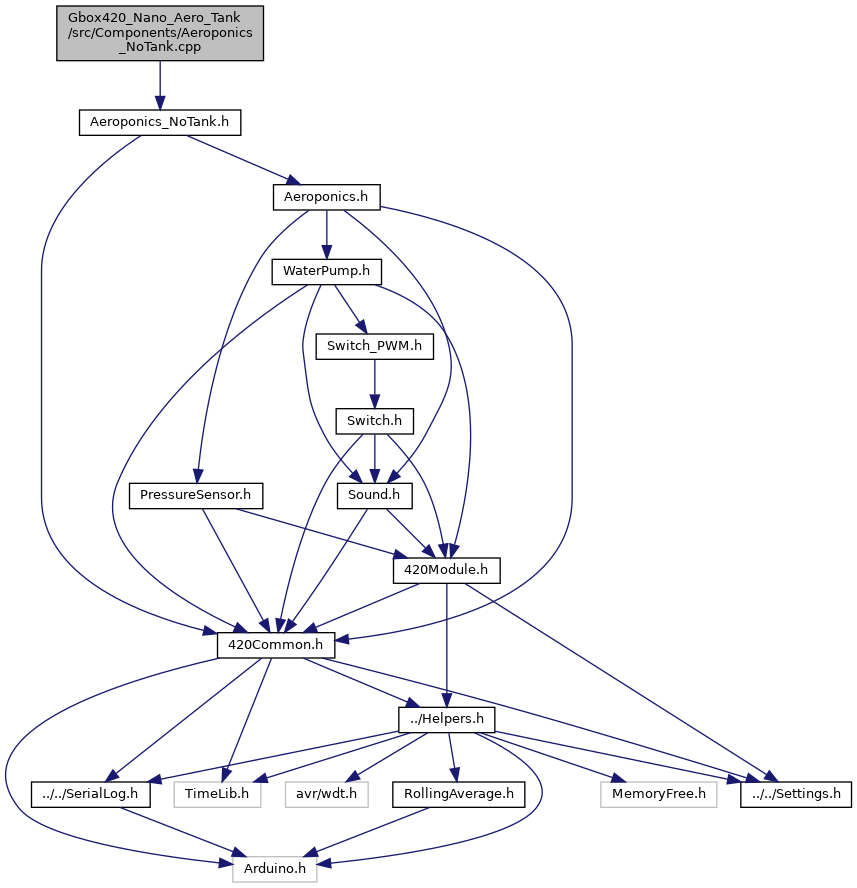 Gbox420_Nano_Aero_Tank
/src/Components/Aeroponics
_NoTank.cpp
Aeroponics_NoTank.h
Aeroponics.h
WaterPump.h
Switch_PWM.h
Switch.h
PressureSensor.h
Sound.h
420Module.h
420Common.h
../Helpers.h
../../SerialLog.h
TimeLib.h
avr/wdt.h
RollingAverage.h
MemoryFree.h
../../Settings.h
Arduino.h